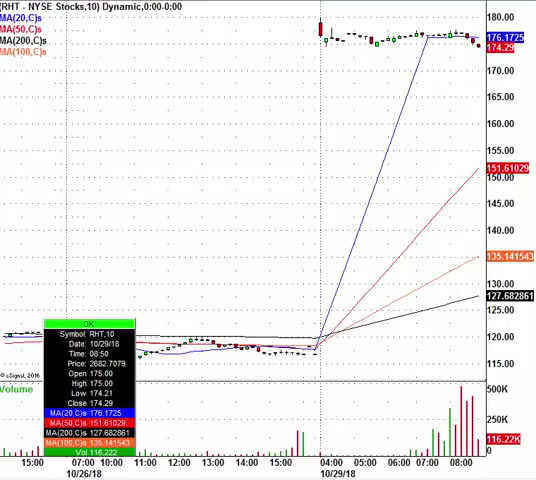 (RHT - NYSE Stocks,10) Dynamic,0:00-0:00
MA(20,C)s
MA(50,C)s
MA(200,C)s
MA(100,C)s
180.00
176.1725
174.29
170.00
165.00
160.00
155.00
151.61029
150.00
145.00
140.00
135.141543
130.00
127.682861
125.00
120.00
115.00
OK
Symbol RHT,10
Date: 10/29/18
Time: 08:50
Price: 2682.7079
Open 175.00
High 175.00
Low 174.21
Close 174.29
MA(20,C)s 176.1725
MA(50,C)s 151.61029
MA(200,C)s 127.682861
MA(100,C)s 135.141543
Vol 116,222
© eSignal, 2016
Volume
500K
250K
116.22K
0
15:00 07:00 10:00 11:00 12:00 13:00 14:00 15:00 04:00 05:00 06:00 07:00 08:00
10/26/18 10/29/18